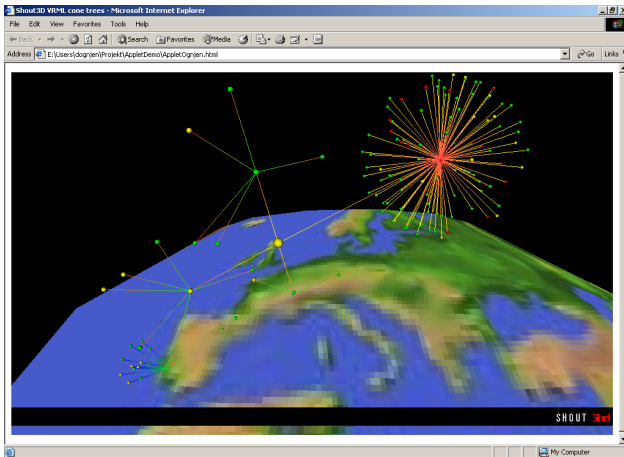 Shout3D VRML cone trees - Microsoft Internet Explorer
File Edit View Favorites Tools Help
Back Search Favorites Media
Address E:\Users\dognjen\Projekt\AppletDemo\AppletOgnjen.html Go Links
SHOUT 3d
My Computer